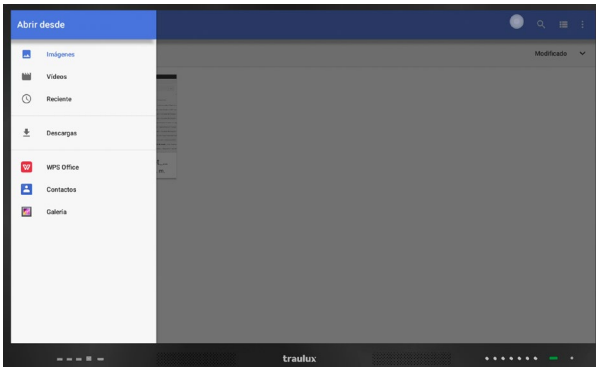 Abrir desde
Imágenes
Modificado
Vídeos
Reciente
Descargas
WPS Office
Contactos
Galería
traulux